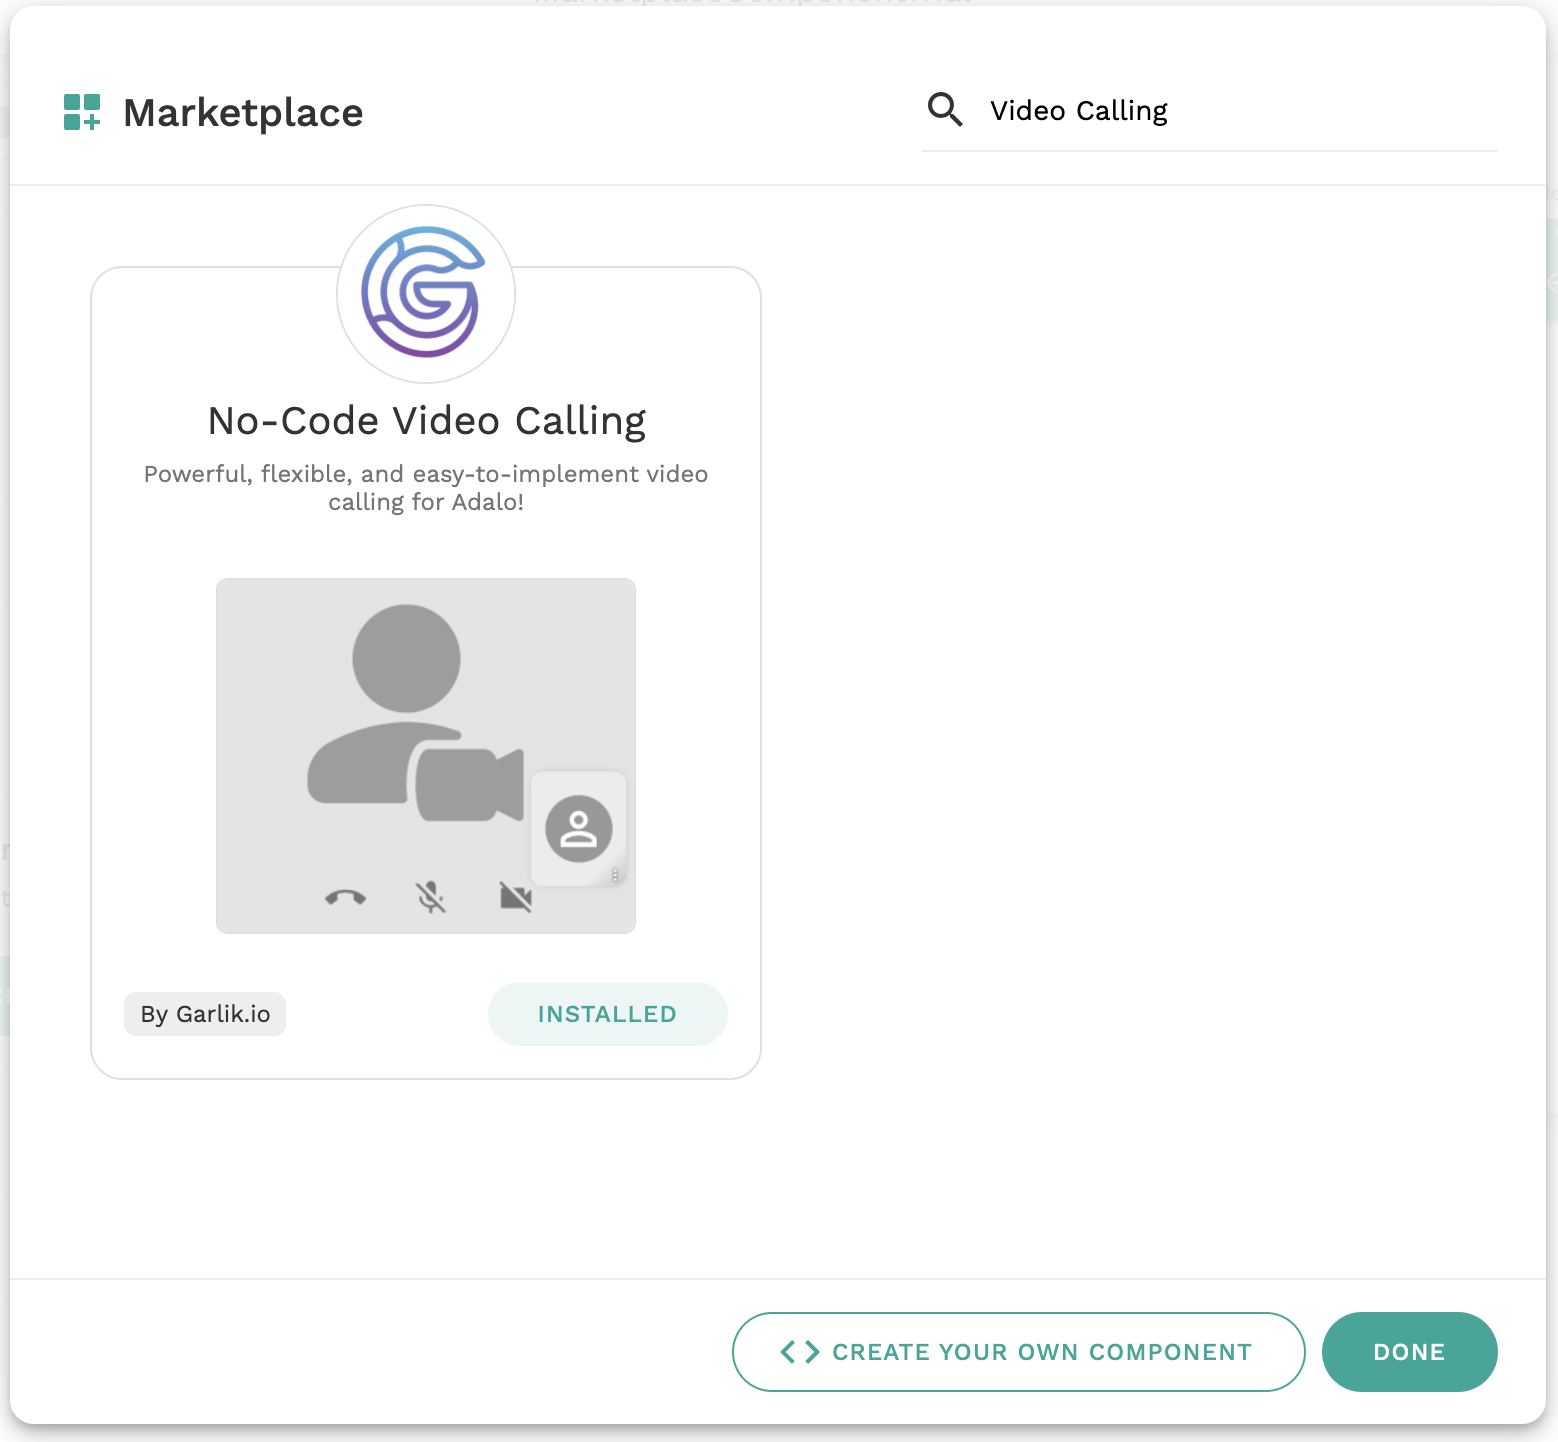 Marketplace
Video Calling
No-Code Video Calling
Powerful, flexible, and easy-to-implement video
calling for Adalo!
By Garlik.io
INSTALLED
CREATE YOUR OWN COMPONENT
DONE